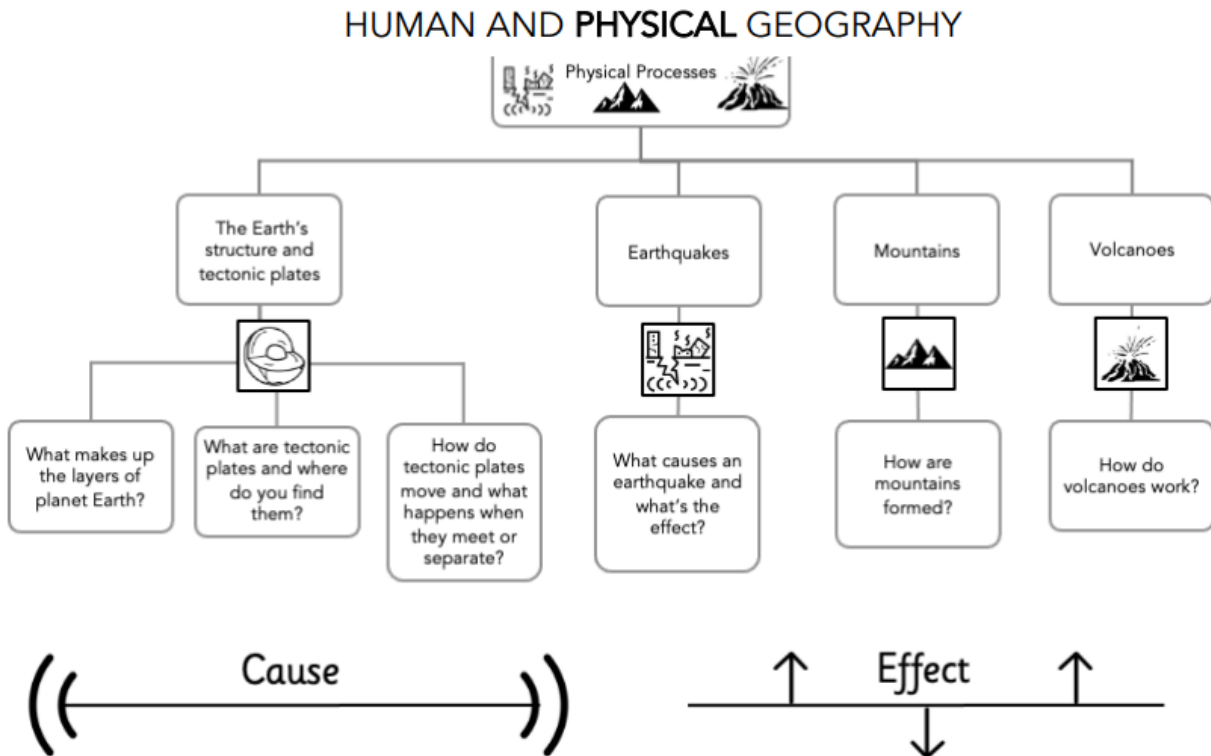 HUMAN AND PHYSICAL GEOGRAPHY
Physical Processes
The Earth's
structure and
tectonic plates
Earthquakes
Mountains
Volcanoes
What makes up
the layers of
planet Earth?
What are tectonic
plates and where
do you find
them?
How do
tectonic plates
move and what
happens when
they meet or
separate?
What causes an
earthquake and
what's the
effect?
How are
mountains
formed?
How do
volcanoes work?
Cause
Effect